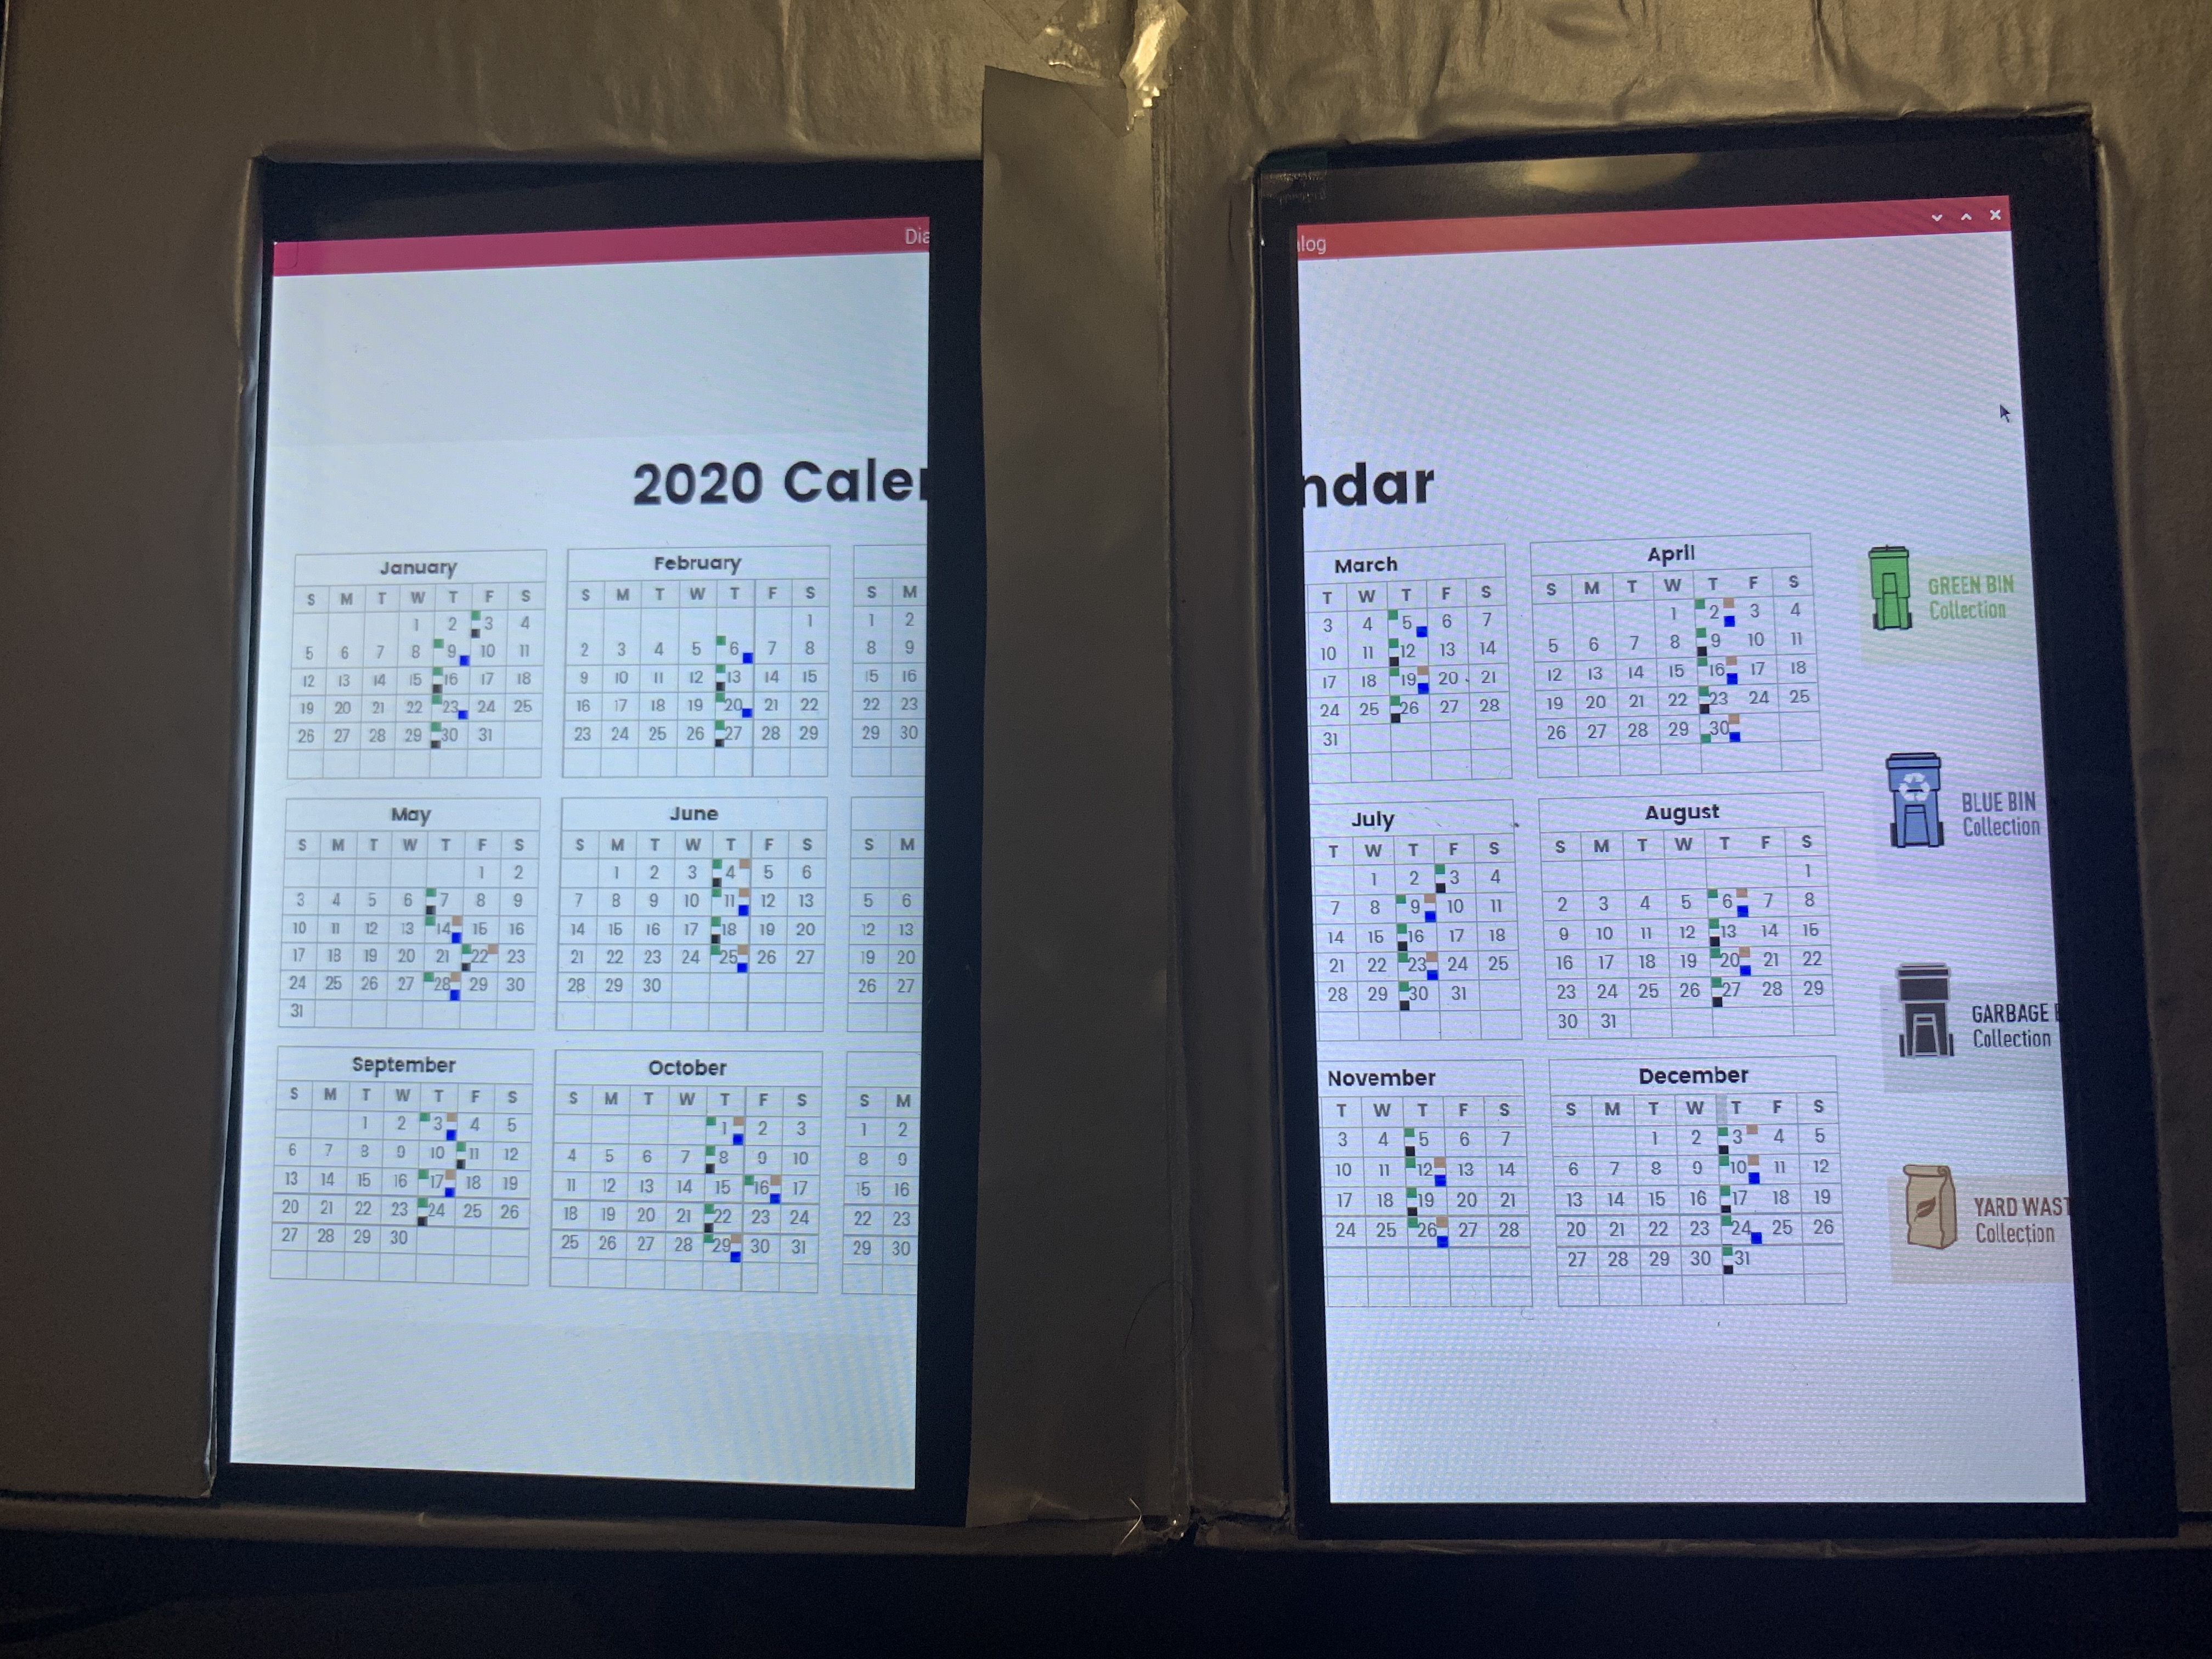 Dia
2020 Calen
January
S M T W T F S
1 2 3 4
5 6 7 8 9 10 11
12 13 14 15 16 17 18
19 20 21 22 23 24 25
26 27 28 29 30 31
February
S M T W T F S
1
2 3 4 5 6 7 8
9 10 11 12 13 14 15
16 17 18 19 20 21 22
23 24 25 26 27 28 29
S M
1 2
8 9
15 16
22 23
29 30
May
S M T W T F S
1 2
3 4 5 6 7 8 9
10 11 12 13 14 15 16
17 18 19 20 21 22 23
24 25 26 27 28 29 30
31
June
S M T W T F S
1 2 3 4 5 6
7 8 9 10 11 12 13
14 15 16 17 18 19 20
21 22 23 24 25 26 27
28 29 30
S M
5 6
12 13
19 20
26 27
September
S M T W T F S
1 2 3 4 5
6 7 8 9 10 11 12
13 14 15 16 17 18 19
20 21 22 23 24 25 26
27 28 29 30
October
S M T W T F S
1 2 3
4 5 6 7 8 9 10
11 12 13 14 15 16 17
18 19 20 21 22 23 24
25 26 27 28 29 30 31
S M
1 2
8 9
15 16
22 23
29 30
alog
ndar
March
T W T F S
3 4 5 6 7
10 11 12 13 14
17 18 19 20 21
24 25 26 27 28
31
April
S M T W T F S
1 2 3 4
5 6 7 8 9 10 11
12 13 14 15 16 17 18
19 20 21 22 23 24 25
26 27 28 29 30
GREEN BIN
Collection
July
T W T F S
1 2 3 4
7 8 9 10 11
14 15 16 17 18
21 22 23 24 25
28 29 30 31
August
S M T W T F S
1
2 3 4 5 6 7 8
9 10 11 12 13 14 15
16 17 18 19 20 21 22
23 24 25 26 27 28 29
30 31
BLUE BIN
Collection
GARBAGE B
Collection
November
T W T F S
3 4 5 6 7
10 11 12 13 14
17 18 19 20 21
24 25 26 27 28
December
S M T W T F S
1 2 3 4 5
6 7 8 9 10 11 12
13 14 15 16 17 18 19
20 21 22 23 24 25 26
27 28 29 30 31
YARD WAST
Collection